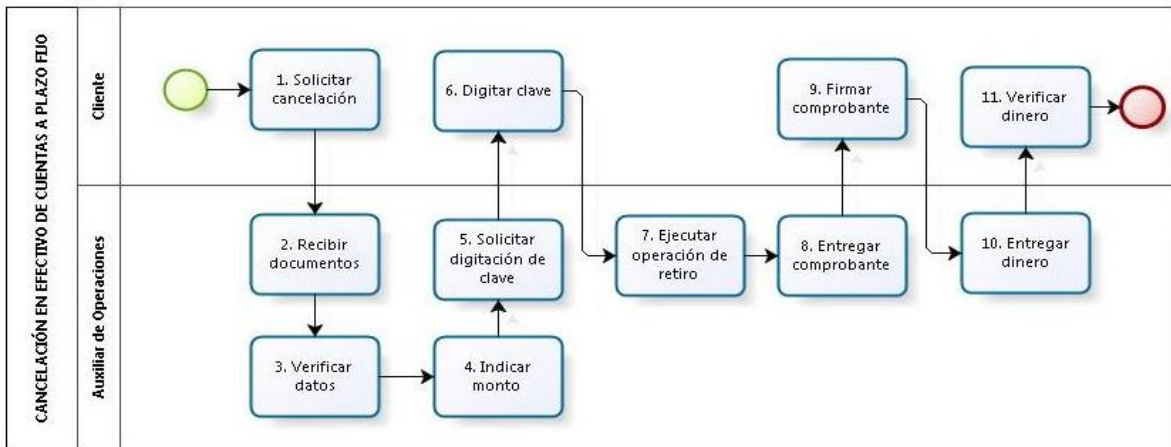 CANCELACIÓN EN EFECTIVO DE CUENTAS A PLAZO FIJO
Cliente
1. Solicitar
cancelación
6. Digitar clave
9. Firmar
comprobante
11. Verificar
dinero
Auxiliar de Operaciones
2. Recibir
documentos
5. Solicitar
digitación de
clave
7. Ejecutar
operación de
retiro
8. Entregar
comprobante
10. Entregar
dinero
3. Verificar
datos
4. Indicar
monto